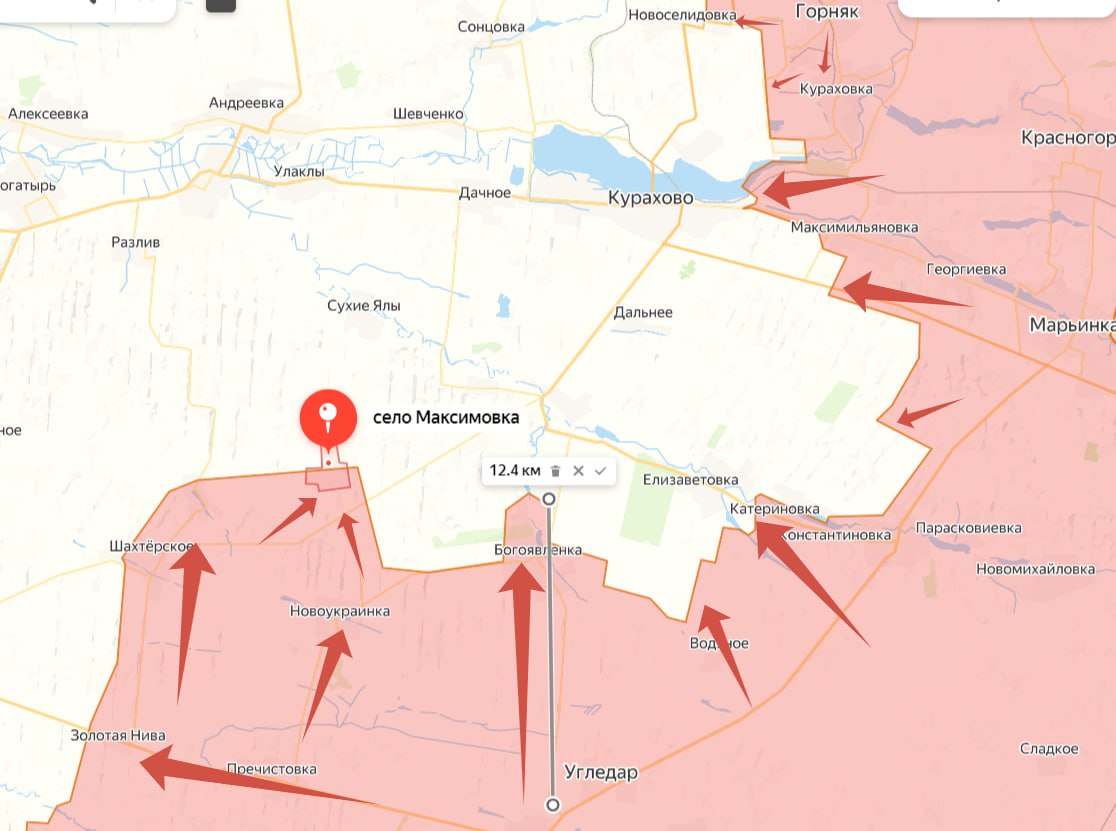 Новоселидовка
Горняк
Сонцовка
Кураховка
Андреевка
Алексеевка
Шевченко
Красногор
Улаклы
огатырь
Дачное
Курахово
Максимильяновка
Разлив
Георгиевка
Сухие Ялы
Дальнее
Марьинка
село Максимовка
ное
12.4 км
Елизаветовка
Катериновка
Константиновка
Парасковиевка
Шахтёрское
Богоявленка
Новомихайловка
Новоукраинка
Водяное
Золотая Нива
Сладкое
Пречистовка
Угледар